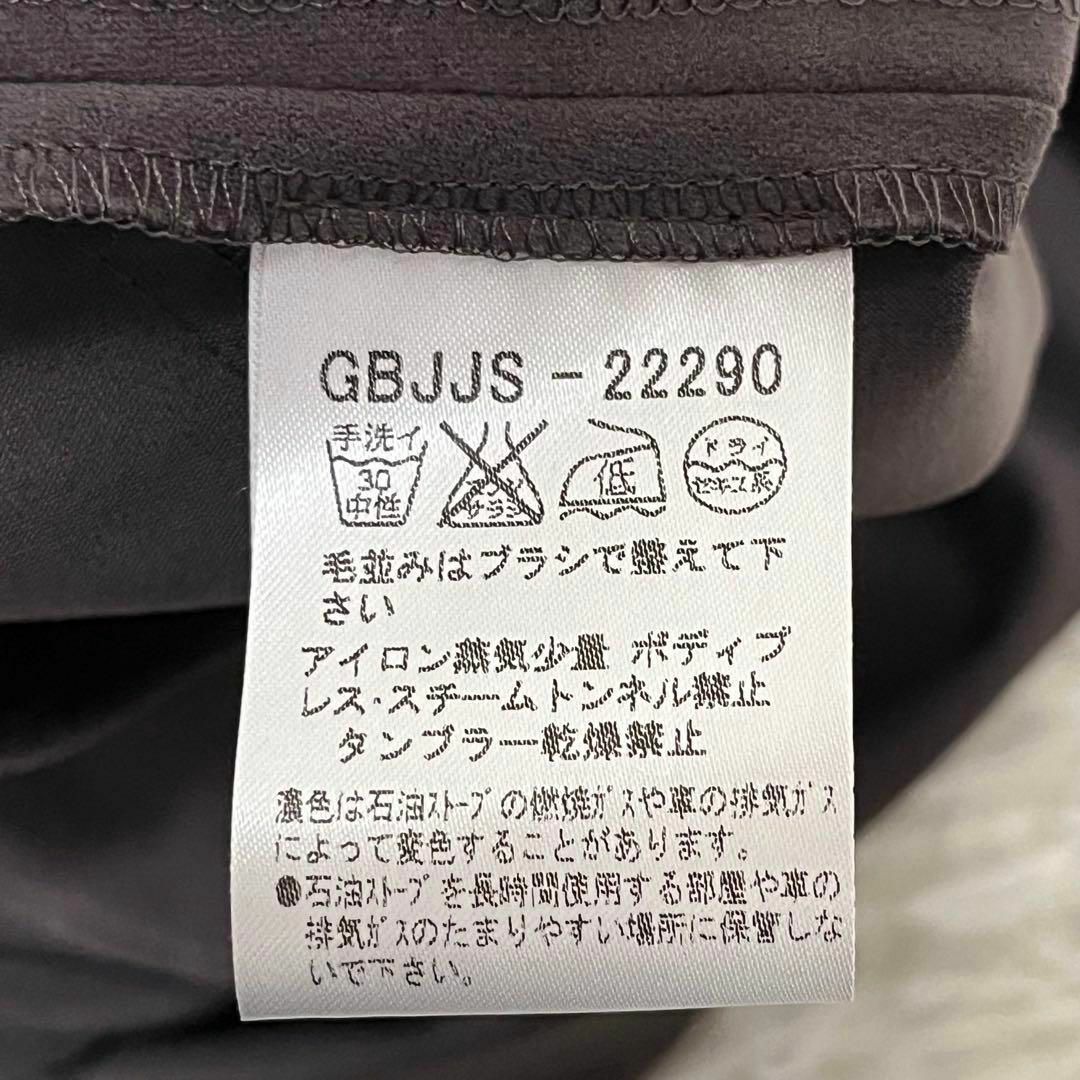 GBJJS-22290
手洗イ
30
中性
エンソ
サラシ
低
ドライ
セキユ系
毛並みはブラシで整えて下
さい
アイロン蒸気少量 ボディプ
レス・スチームトンネル禁止
タンブラー乾燥禁止
濃色は石油ストーブの燃焼ガスや車の排気ガス
によって変色することがあります。
●石油ストーブを長時間使用する部屋や車の
排気ガスのたまりやすい場所に保管しな
いで下さい。